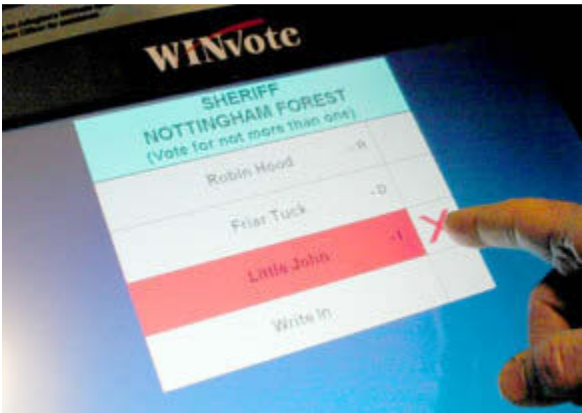 WINvote
SHERIFF
NOTTINGHAM FOREST
(Vote for not more than one)
Robin Hood - R
Friar Tuck - D
Little John - I
X
Write In